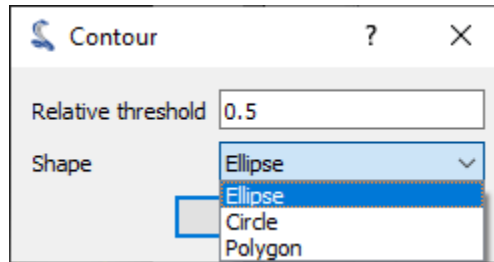 Contour ?
Relative threshold 0.5
Shape Ellipse
Ellipse
Circle
Polygon